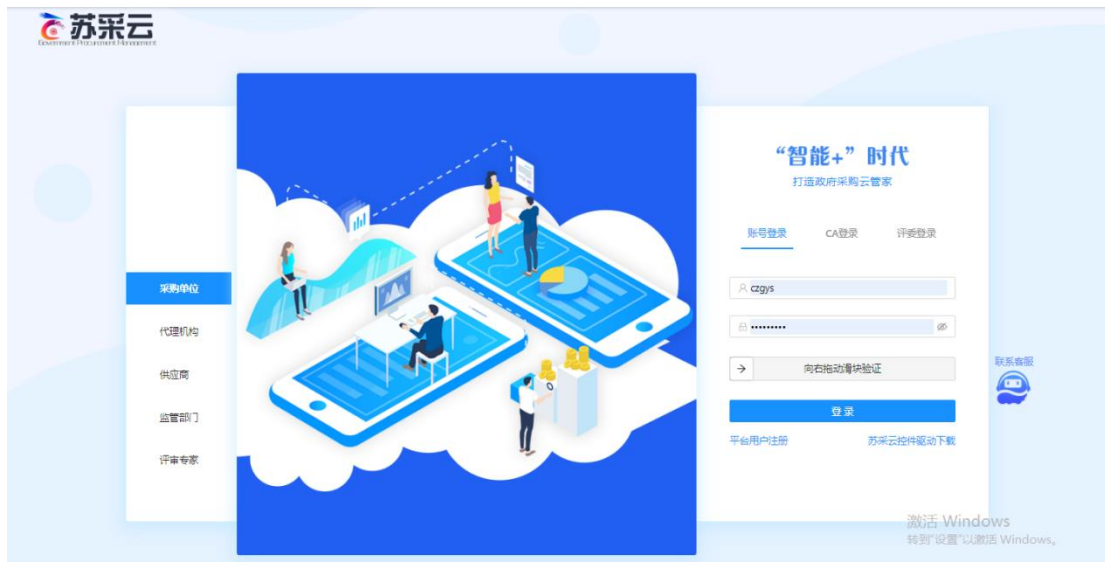 苏采云
Government Procurement Management
采购单位
代理机构
供应商
监管部门
评审专家
“智能+”时代
打造政府采购云管家
账号登录 CA登录 评委登录
czgys
•••••••••
向右拖动滑块验证
登录
平台用户注册 苏采云控件驱动下载
联系客服
激活 Windows
转到“设置”以激活 Windows。